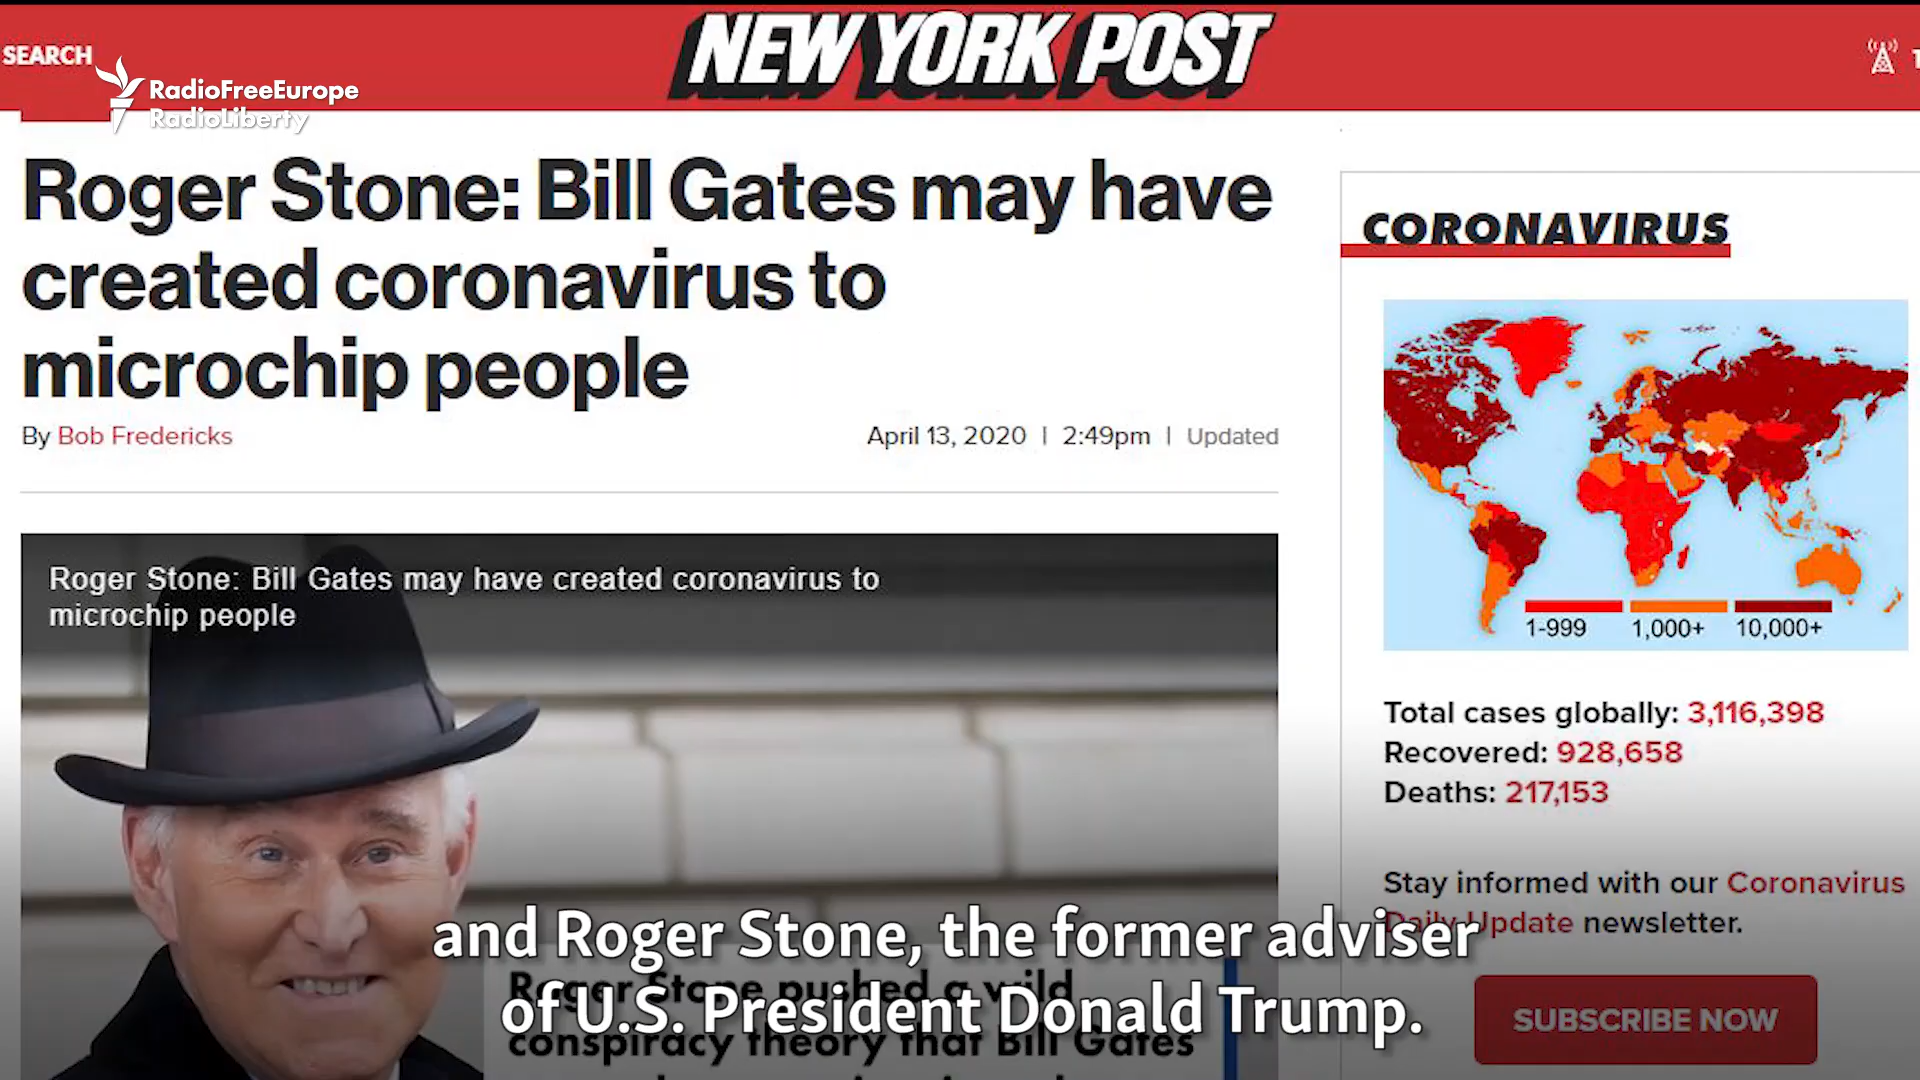 SEARCH
RadioFreeEurope
RadioLiberty
NEW YORK POST
Roger Stone: Bill Gates may have
created coronavirus to
microchip people
By Bob Fredericks
April 13, 2020 | 2:49pm | Updated
Roger Stone: Bill Gates may have created coronavirus to
microchip people
CORONAVIRUS
1-999 1,000+ 10,000+
Total cases globally: 3,116,398
Recovered: 928,658
Deaths: 217,153
Stay informed with our Coronavirus
Daily Update newsletter.
SUBSCRIBE NOW
Roger Stone pushed a wild
conspiracy theory that Bill Gates
and Roger Stone, the former adviser
of U.S. President Donald Trump.